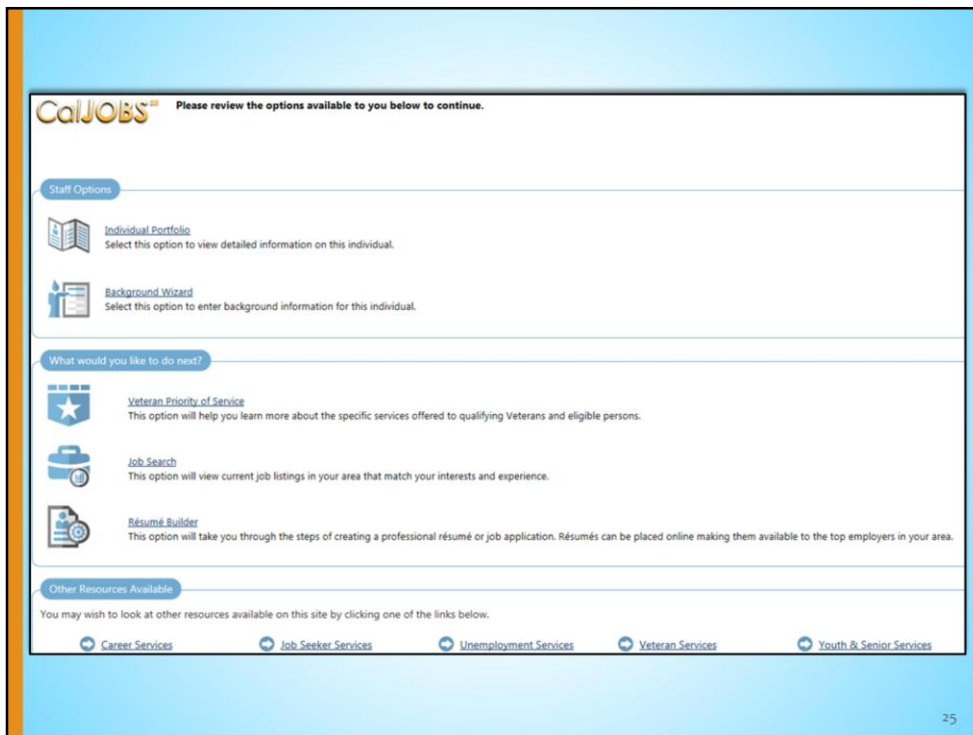 CalJOBS℠ Please review the options available to you below to continue.
Staff Options
Individual Portfolio
Select this option to view detailed information on this individual.
Background Wizard
Select this option to enter background information for this individual.
What would you like to do next?
Veteran Priority of Service
This option will help you learn more about the specific services offered to qualifying Veterans and eligible persons.
Job Search
This option will view current job listings in your area that match your interests and experience.
Résumé Builder
This option will take you through the steps of creating a professional résumé or job application. Résumés can be placed online making them available to the top employers in your area.
Other Resources Available
You may wish to look at other resources available on this site by clicking one of the links below.
Career Services Job Seeker Services Unemployment Services Veteran Services Youth & Senior Services
25